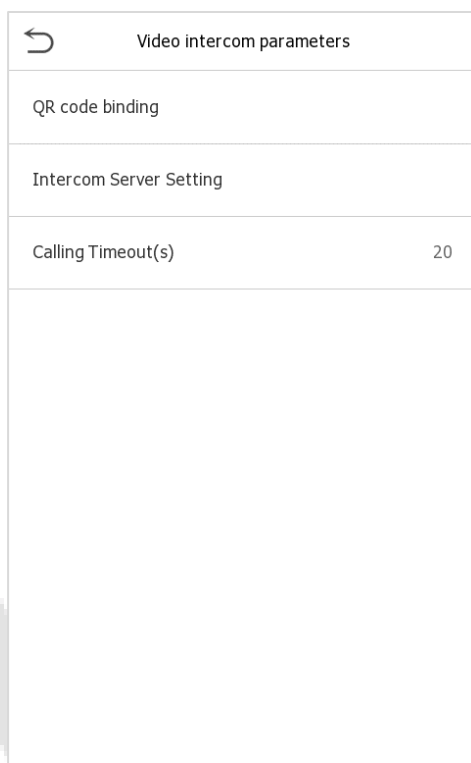 Video intercom parameters
QR code binding
Intercom Server Setting
Calling Timeout(s) 20